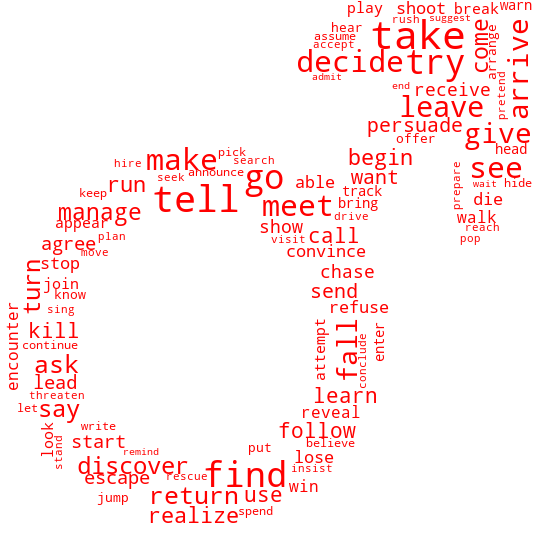 play
shoot
break
warn
rush
suggest
hear
take
come
arrange
arrive
assume
accept
decide
try
admit
end
receive
pretend
leave
persuade
give
offer
head
make
pick
search
begin
see
hire
seek
announce
go
able
want
prepare
wait
hide
run
keep
tell
meet
track
bring
die
manage
appear
drive
walk
show
reach
agree
plan
visit
call
pop
move
convince
stop
turn
chase
join
know
send
sing
refuse
encounter
kill
attempt
fall
enter
continue
ask
conclude
lead
threaten
learn
let
say
reveal
look
write
follow
stand
start
believe
remind
put
lose
discover
find
insist
escape
rescue
win
jump
return
use
realize
spend